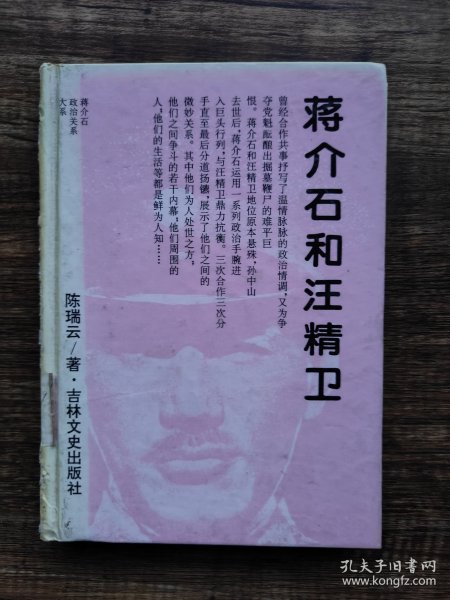 蒋介石和汪精卫
曾经合作共事抒写了温情脉脉的政治情调,又为争
夺党魁酝酿出掘墓鞭尸的难平巨
恨。蒋介石和汪精卫地位原本悬殊,孙中山
去世后,蒋介石运用一系列政治手腕进
入巨头行列,与汪精卫鼎力抗衡。三次合作三次分
手直至最后分道扬镳,展示了他们之间的
微妙关系。其中他们为人处世之方,
他们之间争斗的若干内幕,他们周围的
人,他们的生活等都是鲜为人知……
蒋介石
政治关系
大系
陈瑞云/著·吉林文史出版社
孔夫子旧书网
www.kongfz.com